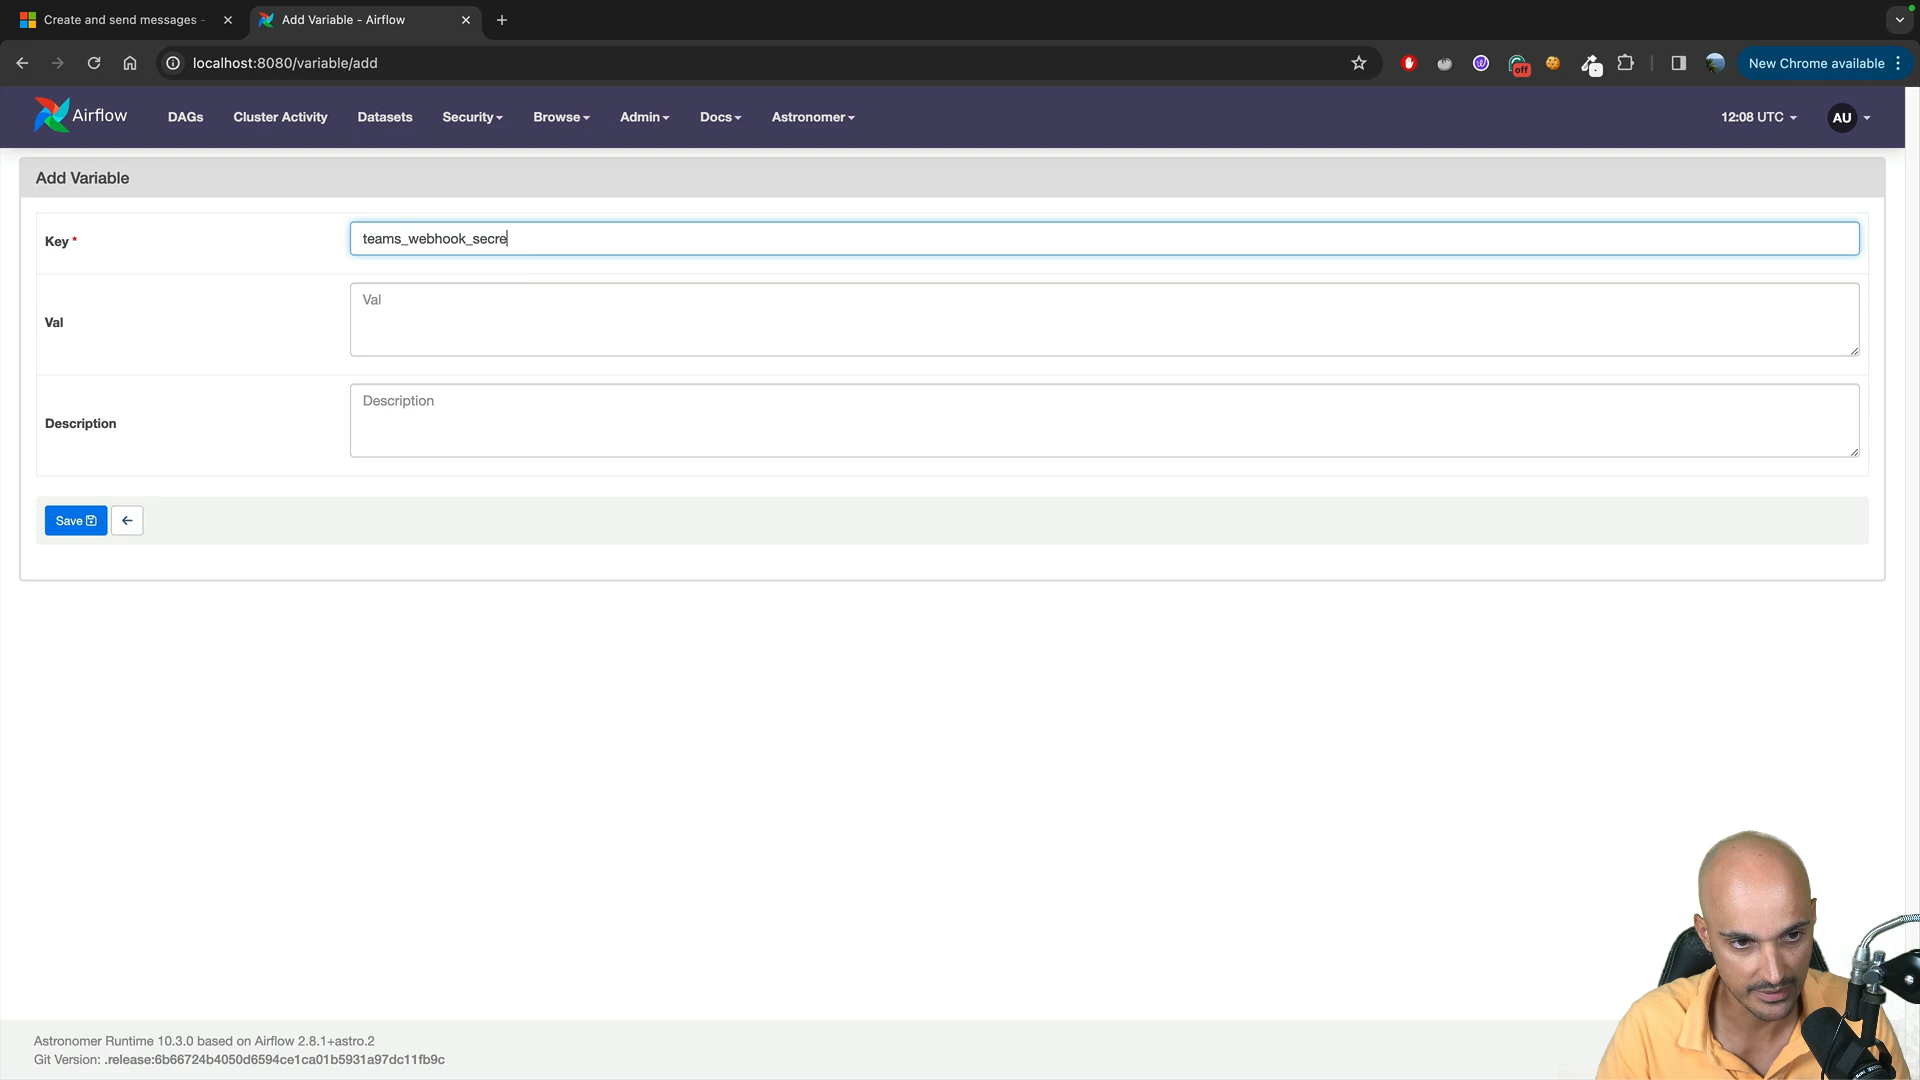 Create and send messages -
Add Variable - Airflow
localhost:8080/variable/add
off
New Chrome available
Airflow
DAGs
Cluster Activity
Datasets
Security
Browse
Admin
Docs
Astronomer
12:08 UTC
AU
Add Variable
Key *
teams_webhook_secre
Val
Val
Description
Description
Save
Astronomer Runtime 10.3.0 based on Airflow 2.8.1+astro.2
Git Version: .release:6b66724b4050d6594ce1ca01b5931a97dc11fb9c